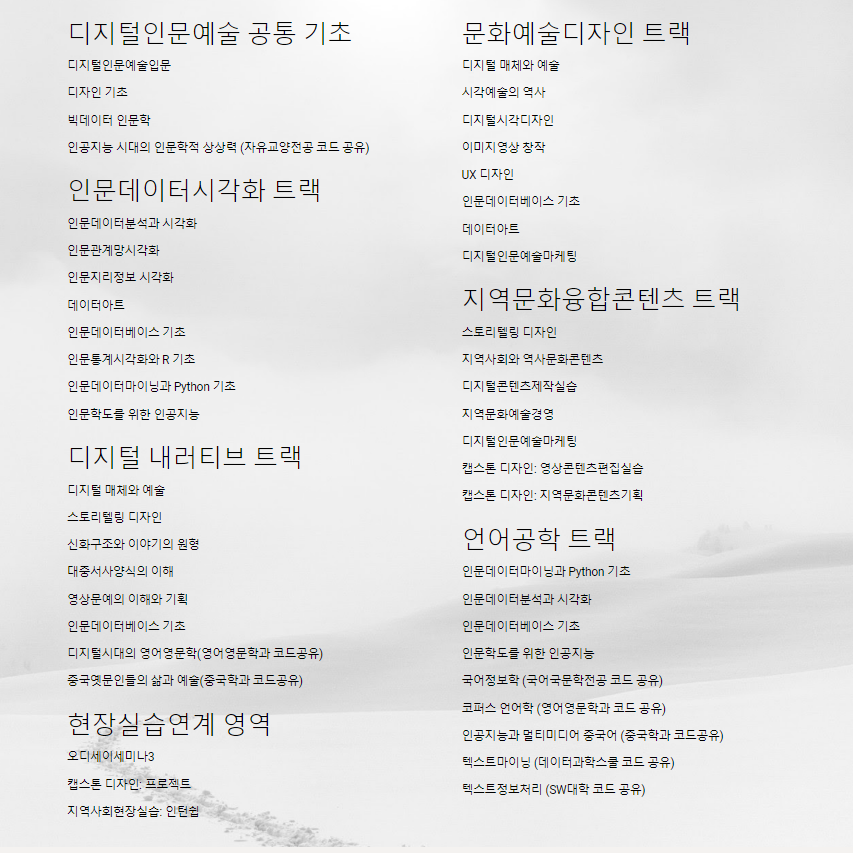 디지털인문예술 공통 기초
디지털인문예술입문
디자인 기초
빅데이터 인문학
인공지능 시대의 인문학적 상상력 (자유교양전공 코드 공유)
인문데이터시각화 트랙
인문데이터분석과 시각화
인문관계망시각화
인문지리정보 시각화
데이터아트
인문데이터베이스 기초
인문통계시각화와 R 기초
인문데이터마이닝과 Python 기초
인문학도를 위한 인공지능
디지털 내러티브 트랙
디지털 매체와 예술
스토리텔링 디자인
신화구조와 이야기의 원형
대중서사양식의 이해
영상문예의 이해와 기획
인문데이터베이스 기초
디지털시대의 영어영문학(영어영문학과 코드공유)
중국옛문인들의 삶과 예술(중국학과 코드공유)
현장실습연계 영역
오디세이세미나3
캡스톤 디자인: 프로젝트
지역사회현장실습: 인턴쉽
문화예술디자인 트랙
디지털 매체와 예술
시각예술의 역사
디지털시각디자인
이미지영상 창작
UX 디자인
인문데이터베이스 기초
데이터아트
디지털인문예술마케팅
지역문화융합콘텐츠 트랙
스토리텔링 디자인
지역사회와 역사문화콘텐츠
디지털콘텐츠제작실습
지역문화예술경영
디지털인문예술마케팅
캡스톤 디자인: 영상콘텐츠편집실습
캡스톤 디자인: 지역문화콘텐츠기획
언어공학 트랙
인문데이터마이닝과 Python 기초
인문데이터분석과 시각화
인문데이터베이스 기초
인문학도를 위한 인공지능
국어정보학 (국어국문학전공 코드 공유)
코퍼스 언어학 (영어영문학과 코드 공유)
인공지능과 멀티미디어 중국어 (중국학과 코드공유)
텍스트마이닝 (데이터과학스쿨 코드 공유)
텍스트정보처리 (SW대학 코드 공유)